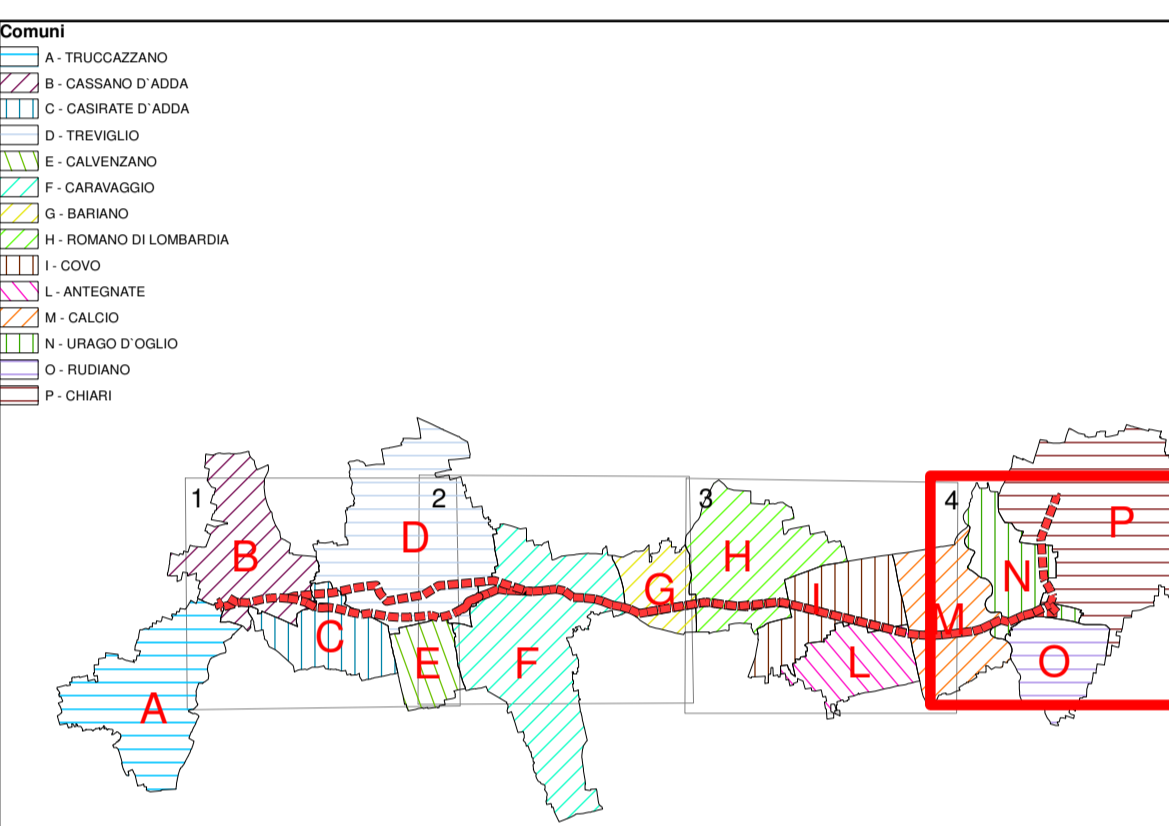 Comuni
A - TRUCCAZZANO
B - CASSANO D`ADDA
C - CASIRATE D`ADDA
D - TREVIGLIO
E - CALVENZANO
F - CARAVAGGIO
G - BARIANO
H - ROMANO DI LOMBARDIA
I - COVO
L - ANTEGNATE
M - CALCIO
N - URAGO D`OGLIO
O - RUDIANO
P - CHIARI
1
2
3
4
B
D
H
P
G
I
N
C
M
E
F
L
O
A